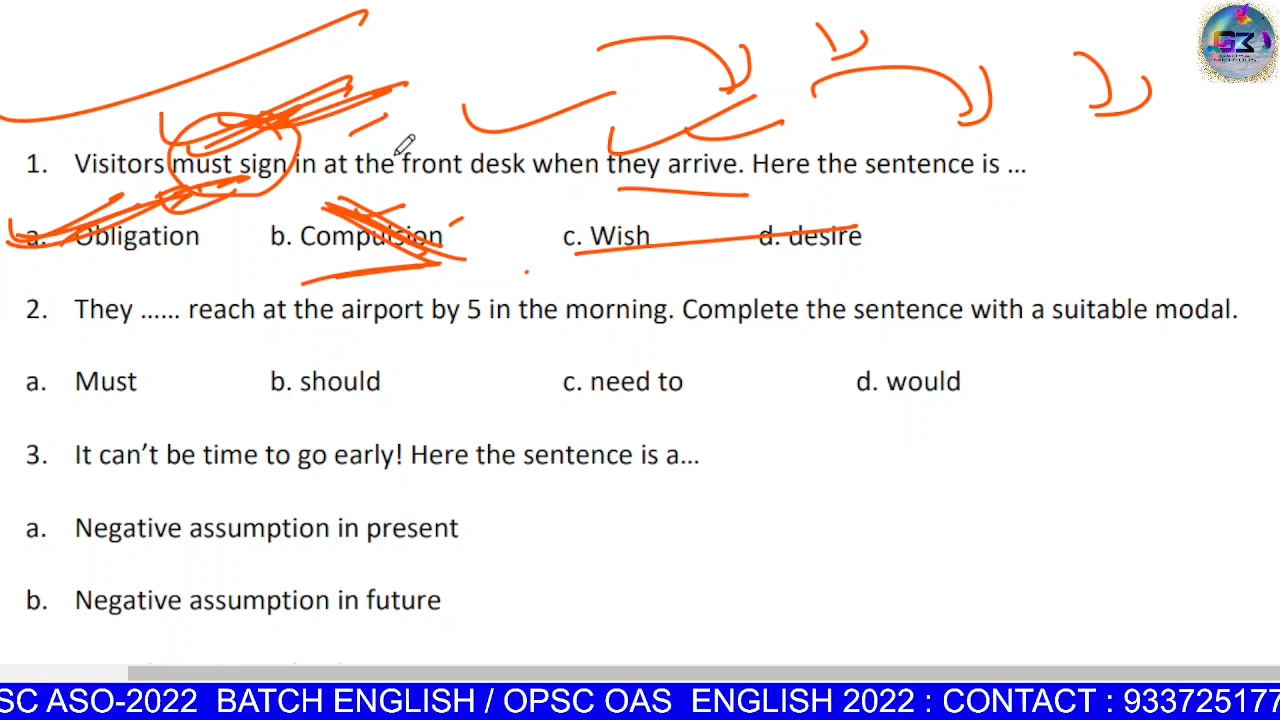 1. Visitors must sign in at the front desk when they arrive. Here the sentence is ...
a. Obligation b. Compulsion c. Wish d. desire
2. They ...... reach at the airport by 5 in the morning. Complete the sentence with a suitable modal.
a. Must b. should c. need to d. would
3. It can't be time to go early! Here the sentence is a...
a. Negative assumption in present
b. Negative assumption in future
SC ASO-2022 BATCH ENGLISH / OPSC OAS ENGLISH 2022 : CONTACT : 933725177